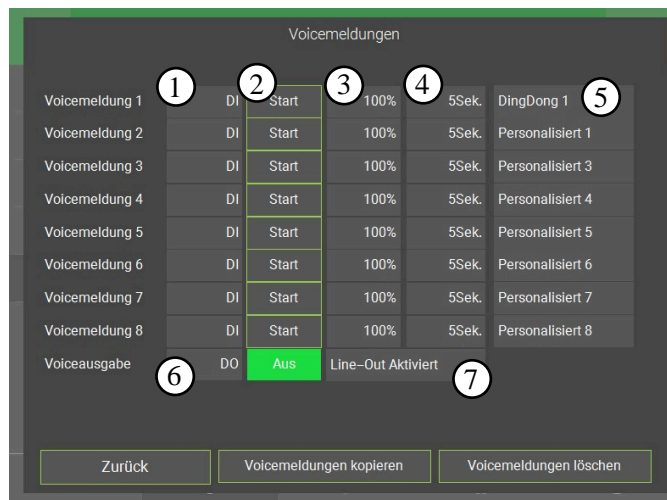 Voicemeldungen
1 2 3 4 5
Voicemeldung 1 DI Start 100% 5Sek. DingDong 1
Voicemeldung 2 DI Start 100% 5Sek. Personalisiert 1
Voicemeldung 3 DI Start 100% 5Sek. Personalisiert 3
Voicemeldung 4 DI Start 100% 5Sek. Personalisiert 4
Voicemeldung 5 DI Start 100% 5Sek. Personalisiert 5
Voicemeldung 6 DI Start 100% 5Sek. Personalisiert 6
Voicemeldung 7 DI Start 100% 5Sek. Personalisiert 7
Voicemeldung 8 DI Start 100% 5Sek. Personalisiert 8
Voiceausgabe DO Aus Line-Out Aktiviert
6 7
Zurück Voicemeldungen kopieren Voicemeldungen löschen